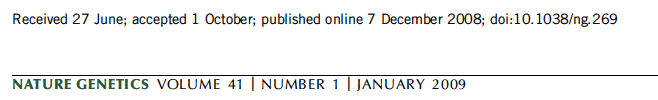 Received 27 June; accepted 1 October; published online 7 December 2008; doi:10.1038/ng.269
NATURE GENETICS VOLUME 41 | NUMBER 1 | JANUARY 2009